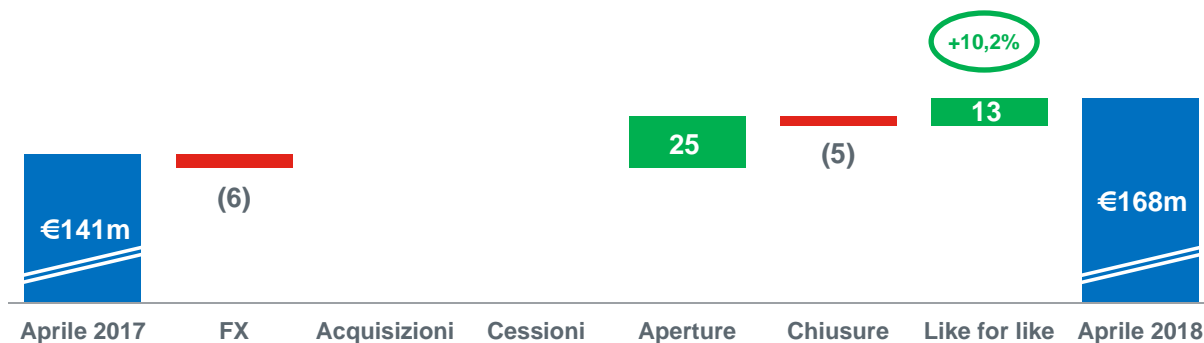 +10,2%
13
25
(5)
(6)
€141m
€168m
Aprile 2017 FX Acquisizioni Cessioni Aperture Chiusure Like for like Aprile 2018